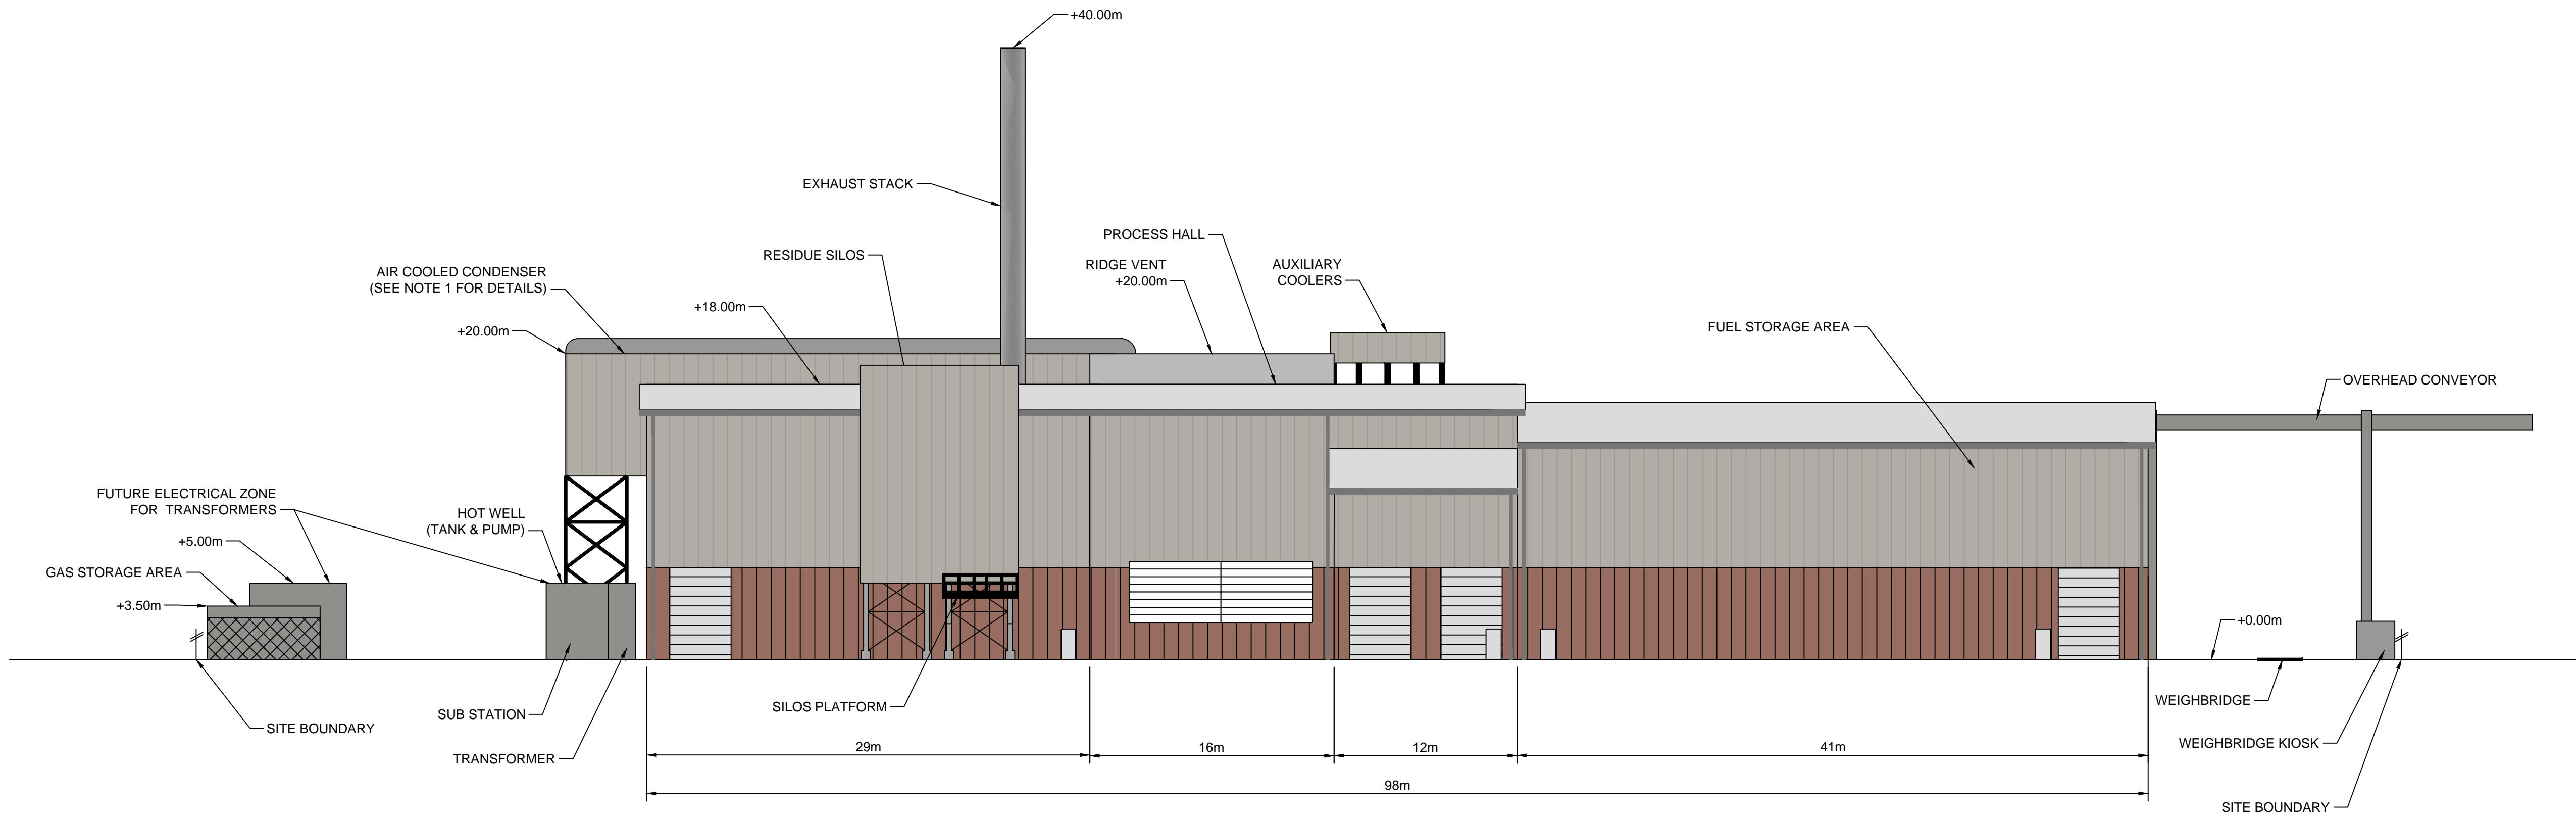 +40.00m
EXHAUST STACK
PROCESS HALL
RESIDUE SILOS
RIDGE VENT
+20.00m
AUXILIARY
COOLERS
AIR COOLED CONDENSER
(SEE NOTE 1 FOR DETAILS)
+18.00m
+20.00m
FUEL STORAGE AREA
OVERHEAD CONVEYOR
FUTURE ELECTRICAL ZONE
FOR TRANSFORMERS
HOT WELL
(TANK & PUMP)
+5.00m
GAS STORAGE AREA
+3.50m
+0.00m
SITE BOUNDARY
SUB STATION
TRANSFORMER
SILOS PLATFORM
WEIGHBRIDGE
WEIGHBRIDGE KIOSK
SITE BOUNDARY
29m
16m
12m
41m
98m